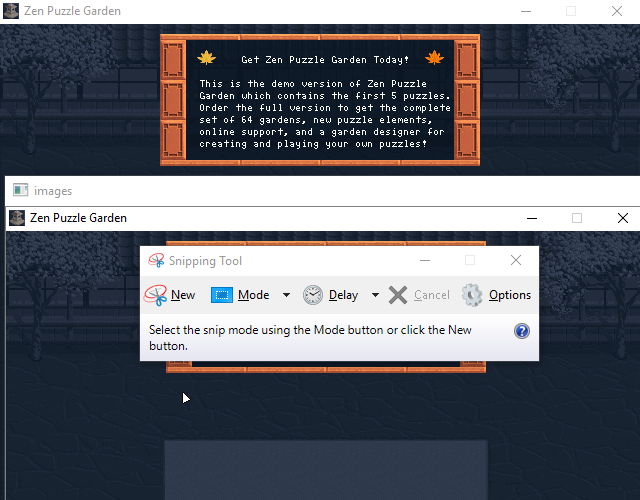 Zen Puzzle Garden
Get Zen Puzzle Garden Today!
This is the demo version of Zen Puzzle
Garden which contains the first 5 puzzles.
Order the full version to get the complete
set of 64 gardens, new puzzle elements,
online support, and a garden designer for
creating and playing your own puzzles!
images
Zen Puzzle Garden
Snipping Tool
New Mode Delay Cancel Options
Select the snip mode using the Mode button or click the New
button.